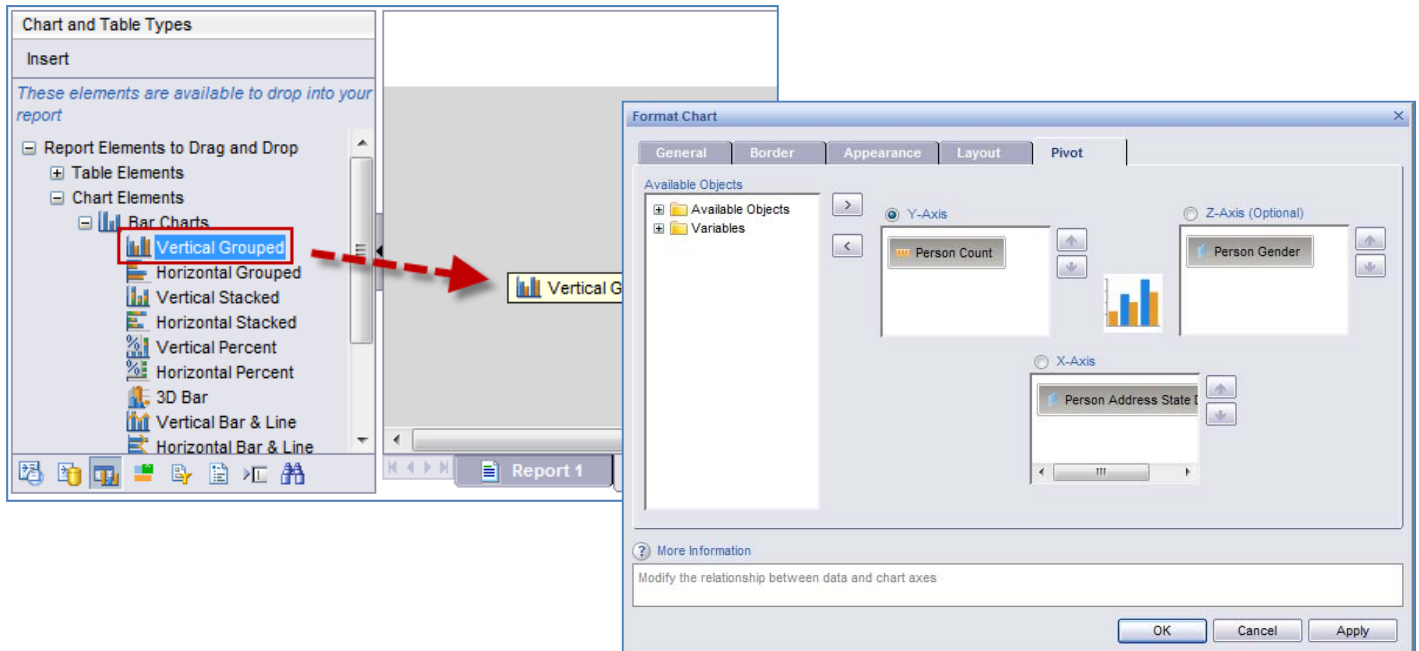 Chart and Table Types
Insert
These elements are available to drop into your
report
Report Elements to Drag and Drop
Table Elements
Chart Elements
Bar Charts
Vertical Grouped
Horizontal Grouped
Vertical Stacked
Horizontal Stacked
Vertical Percent
Horizontal Percent
3D Bar
Vertical Bar & Line
Horizontal Bar & Line
Vertical G
Report 1
Format Chart
General Border Appearance Layout Pivot
Available Objects
Available Objects
Variables
> 
<
Y-Axis
Person Count
Z-Axis (Optional)
Person Gender
X-Axis
Person Address State D
? More Information
Modify the relationship between data and chart axes
OK Cancel Apply